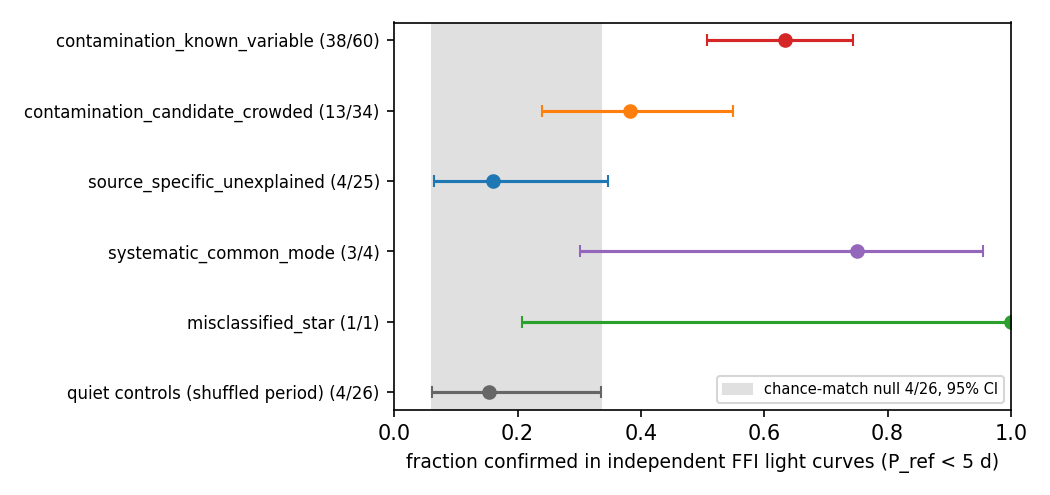 contamination_known_variable (38/60)
contamination_candidate_crowded (13/34)
source_specific_unexplained (4/25)
systematic_common_mode (3/4)
misclassified_star (1/1)
quiet controls (shuffled period) (4/26)
chance-match null 4/26, 95% CI
0.0 0.2 0.4 0.6 0.8 1.0
fraction confirmed in independent FFI light curves (P_ref < 5 d)